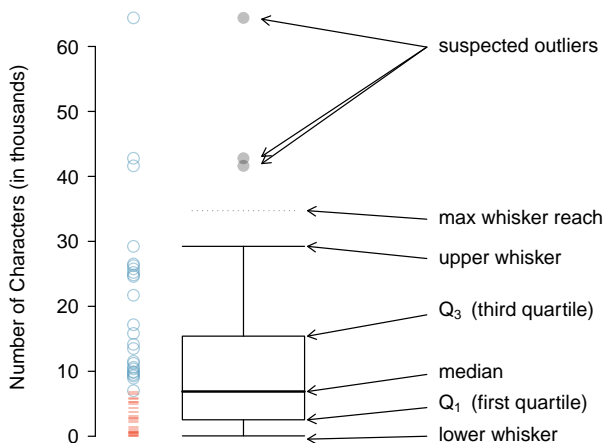 Number of Characters (in thousands)
60
50
40
30
20
10
0
suspected outliers
max whisker reach
upper whisker
Q3 (third quartile)
median
Q1 (first quartile)
lower whisker